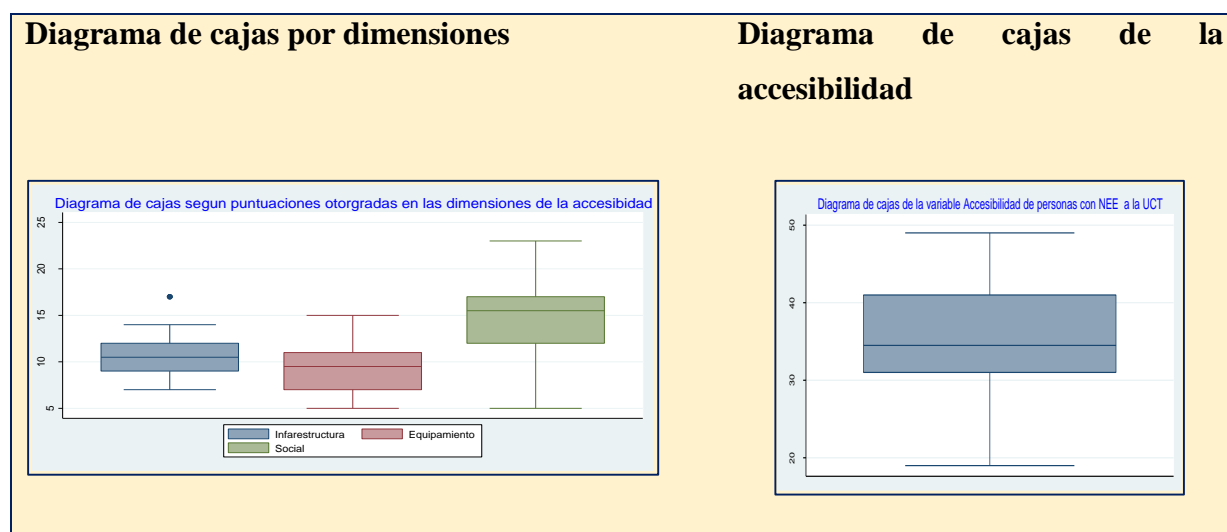 Diagrama de cajas por dimensiones
Diagrama de cajas de la
accesibilidad
Diagrama de cajas segun puntuaciones otorgradas en las dimensiones de la accesibidad
25
20
15
10
5
Infarestructura Equipamiento
Social
Diagrama de cajas de la variable Accesibilidad de personas con NEE a la UCT
50
40
30
20